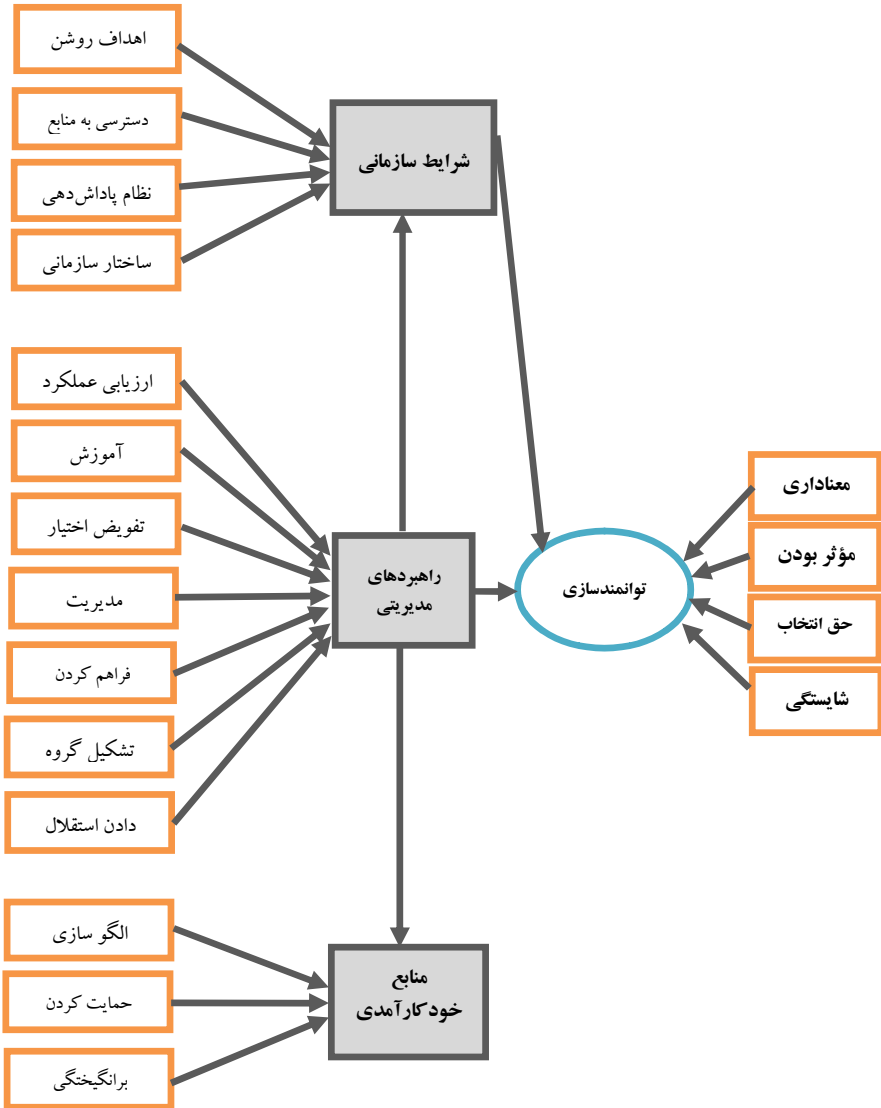 اهداف روشن
دسترسی به منابع
نظام پاداش‌دهی
ساختار سازمانی
شرایط سازمانی
ارزیابی عملکرد
آموزش
تفویض اختیار
مدیریت
فراهم کردن
تشکیل گروه
دادن استقلال
راهبردهای
مدیریتی
توانمندسازی
معناداری
مؤثر بودن
حق انتخاب
شایستگی
الگو سازی
حمایت کردن
برانگیختگی
منابع
خودکارآمدی